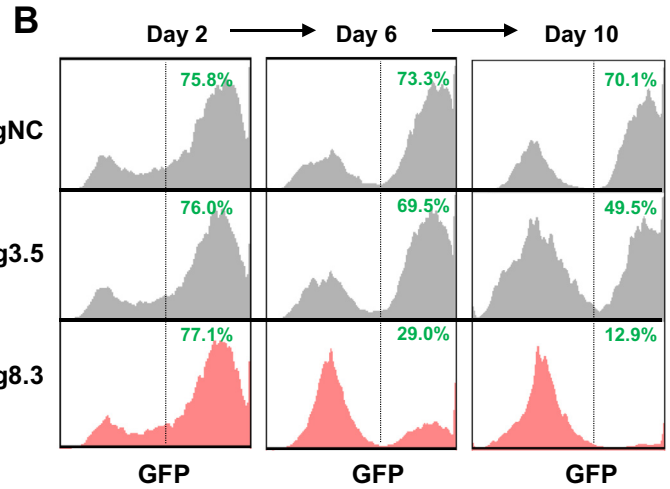 B
Day 2 Day 6 Day 10
gNC 75.8% 73.3% 70.1%
g3.5 76.0% 69.5% 49.5%
g8.3 77.1% 29.0% 12.9%
GFP GFP GFP